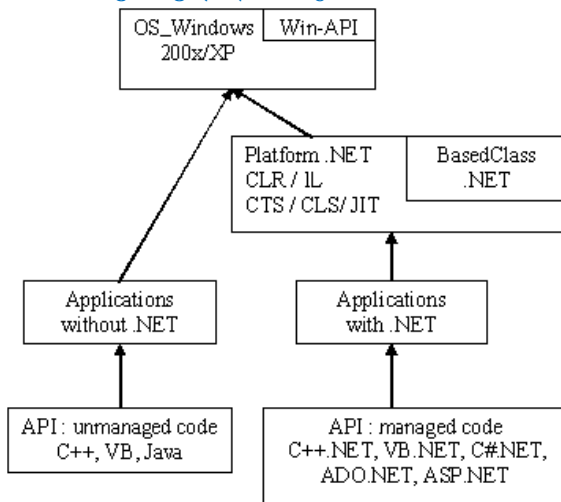 OS_Windows Win-API
200x/XP
Platform .NET BasedClass
CLR / IL .NET
CTS / CLS/ JIT
Applications
without .NET
Applications
with .NET
API : unmanaged code
C++, VB, Java
API : managed code
C++.NET, VB.NET, C#.NET,
ADO.NET, ASP.NET